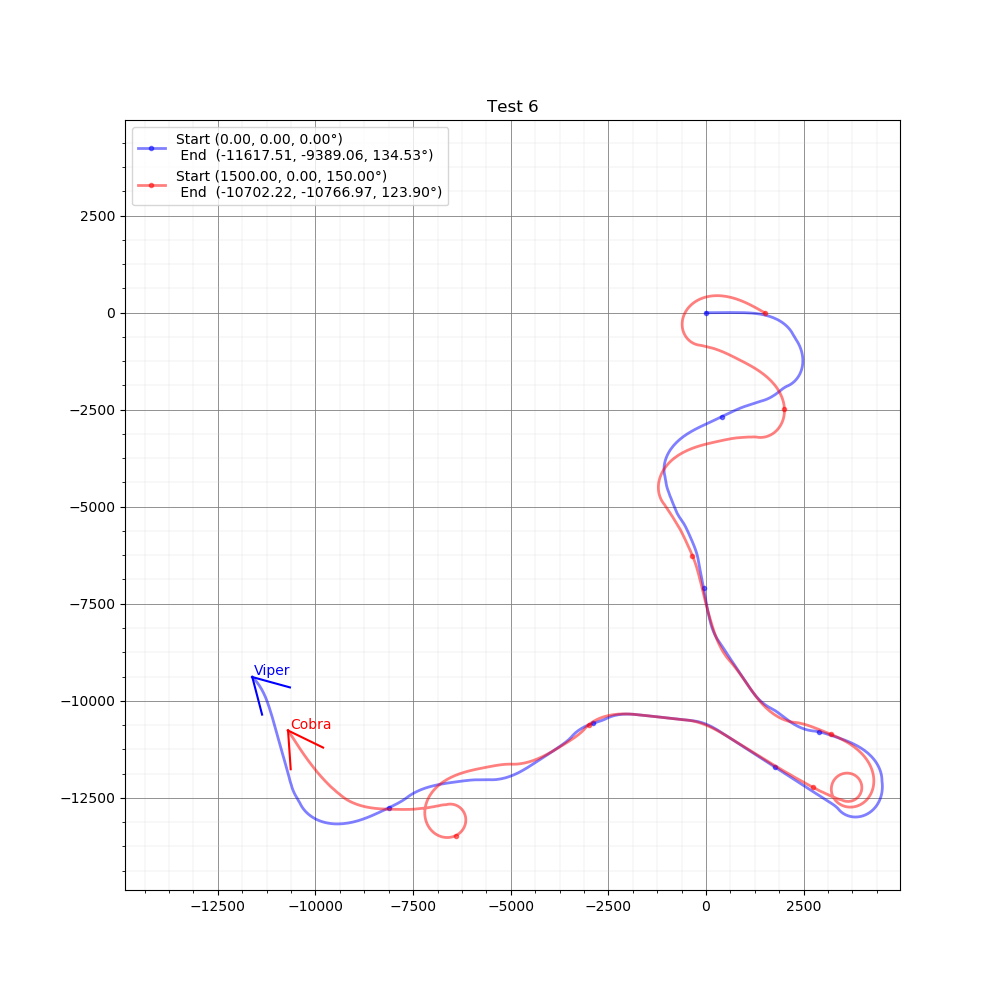 Test 6
Start (0.00, 0.00, 0.00°)
End  (-11617.51, -9389.06, 134.53°)
Start (1500.00, 0.00, 150.00°)
End  (-10702.22, -10766.97, 123.90°)
2500
0
−2500
−5000
−7500
−10000
−12500
Viper
Cobra
−12500
−10000
−7500
−5000
−2500
0
2500